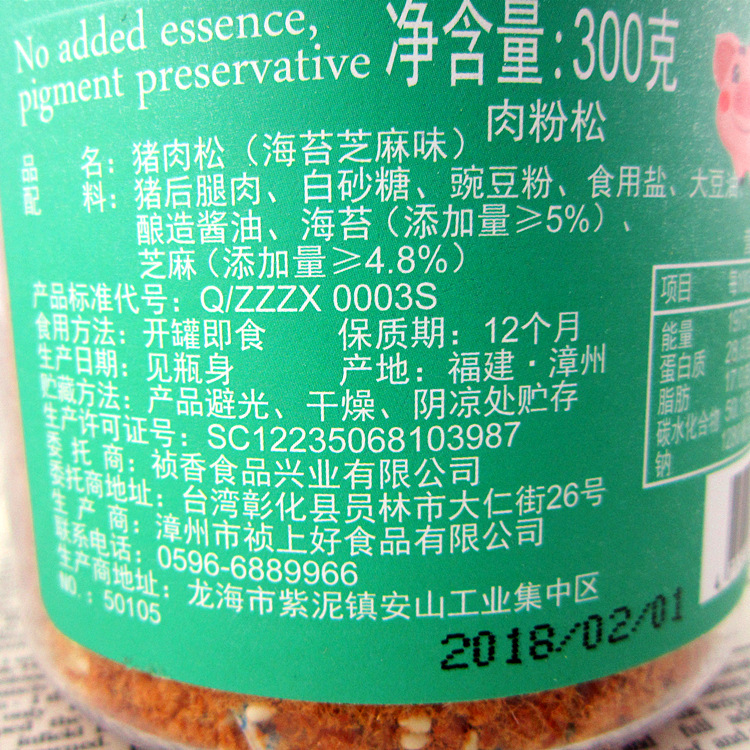 No added essence,
pigment preservative
净含量:300克
肉粉松
品 名：猪肉松（海苔芝麻味）
配 料：猪后腿肉、白砂糖、豌豆粉、食用盐、大豆油
酿造酱油、海苔（添加量≥5%）、
芝麻（添加量≥4.8%）
产品标准代号：Q/ZZZX 0003S
食用方法：开罐即食 保质期：12个月
生产日期：见瓶身 产地：福建·漳州
贮藏方法：产品避光、干燥、阴凉处贮存
生产许可证号：SC12235068103987
委托商：祯香食品兴业有限公司
委托商地址：台湾彰化县员林市大仁街26号
生产商：漳州市祯上好食品有限公司
联系电话：0596-6889966
生产商地址：龙海市紫泥镇安山工业集中区
NO.：50105
项目
能量
蛋白质
脂肪
碳水化合物
钠
2018/02/01